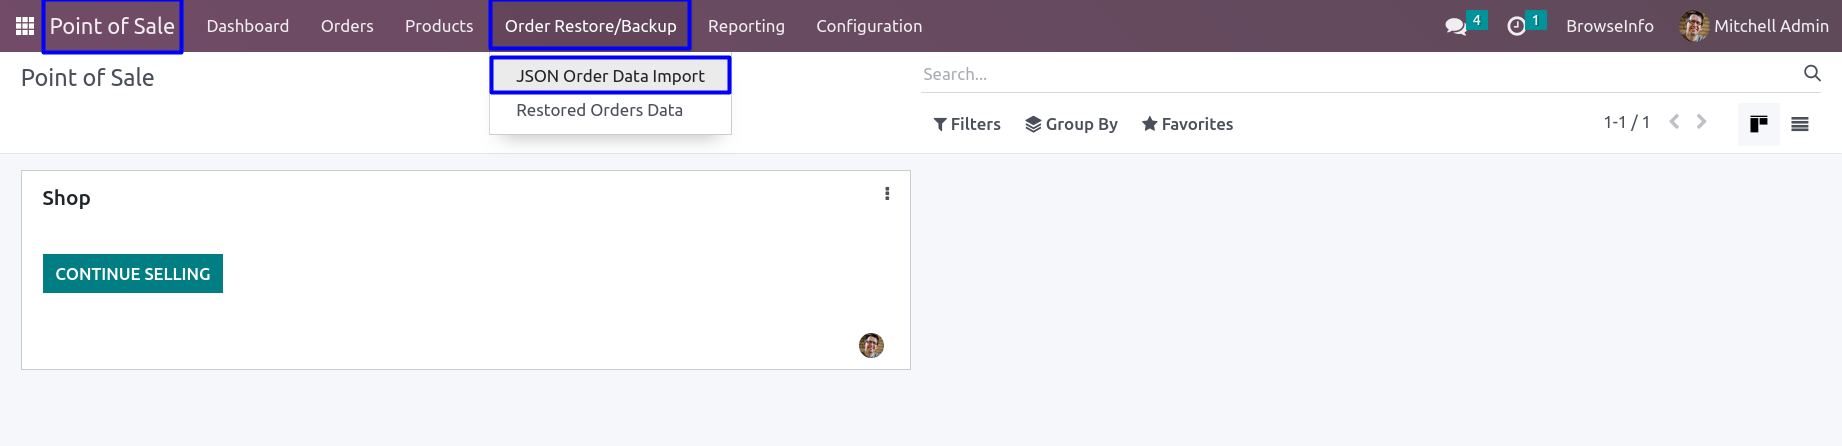 Point of Sale Dashboard Orders Products Order Restore/Backup Reporting Configuration 4 1 BrowseInfo Mitchell Admin
JSON Order Data Import
Restored Orders Data
Point of Sale
Search...
Filters Group By Favorites 1-1 / 1
Shop
CONTINUE SELLING